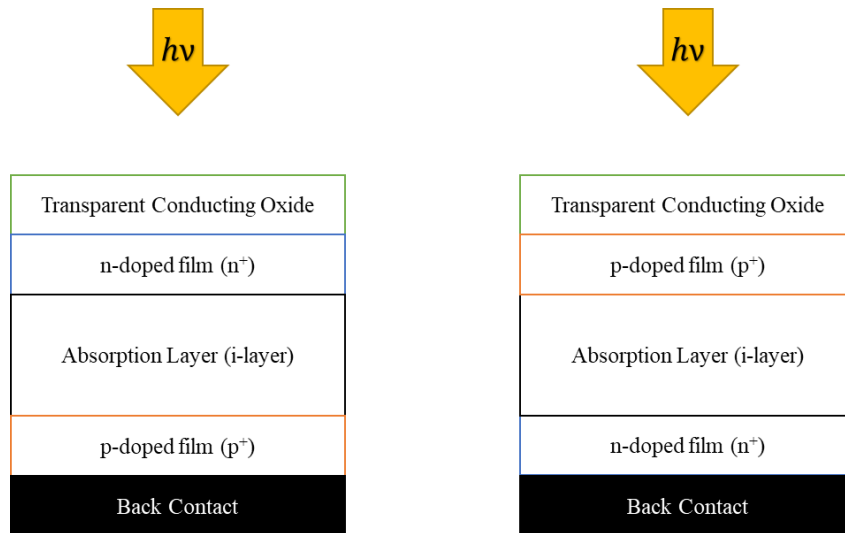 hν
Transparent Conducting Oxide
n-doped film (n⁺)
Absorption Layer (i-layer)
p-doped film (p⁺)
Back Contact
hν
Transparent Conducting Oxide
p-doped film (p⁺)
Absorption Layer (i-layer)
n-doped film (n⁺)
Back Contact